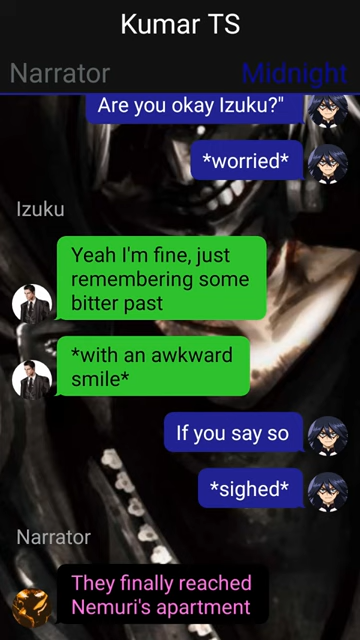 Kumar TS
Narrator
Midnight
Are you okay Izuku?"
*worried*
Izuku
Yeah I'm fine, just
remembering some
bitter past
*with an awkward
smile*
If you say so
*sighed*
Narrator
They finally reached
Nemuri's apartment